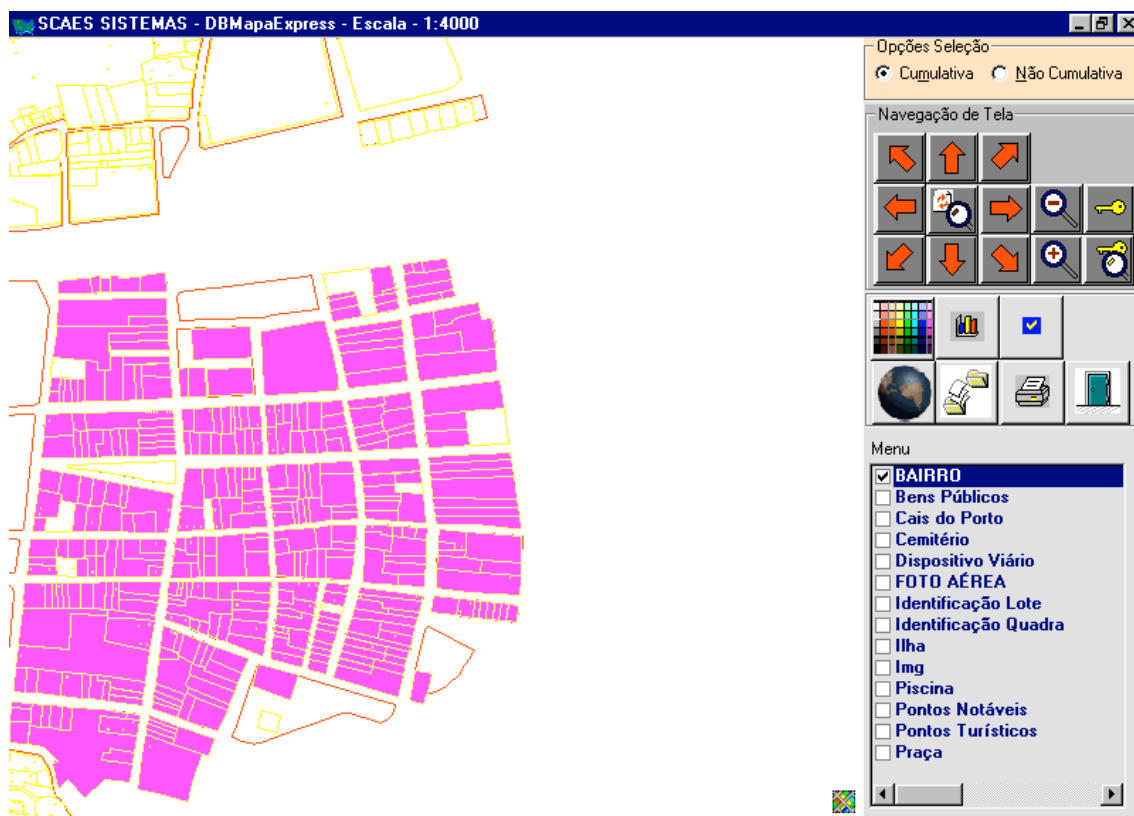 SCAES SISTEMAS - DBMapaExpress - Escala - 1:4000
Opções Seleção
Cumulativa Não Cumulativa
Navegação de Tela
Menu
BAIRRO
Bens Públicos
Cais do Porto
Cemitério
Dispositivo Viário
FOTO AÉREA
Identificação Lote
Identificação Quadra
Ilha
Img
Piscina
Pontos Notáveis
Pontos Turísticos
Praça